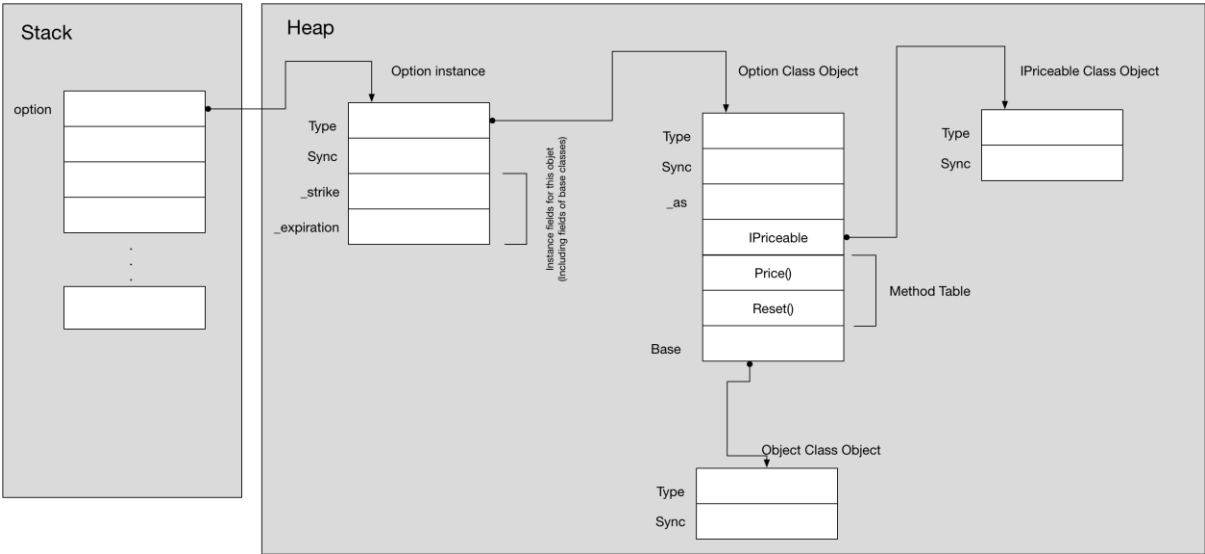 Stack
option
Heap
Option instance
Type
Sync
_strike
_expiration
Instance fields for this objet
(Including fields of base classes)
Option Class Object
Type
Sync
_as
IPriceable
Price()
Reset()
Base
Method Table
IPriceable Class Object
Type
Sync
Object Class Object
Type
Sync